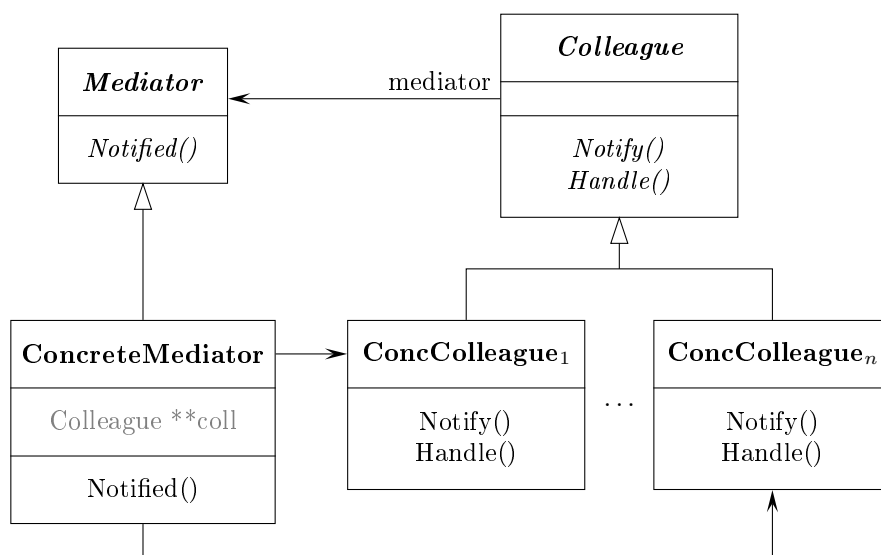 Mediator
Notified()
mediator
Colleague
Notify()
Handle()
ConcreteMediator
Colleague **coll
Notified()
ConcColleague₁
Notify()
Handle()
...
ConcColleagueₙ
Notify()
Handle()